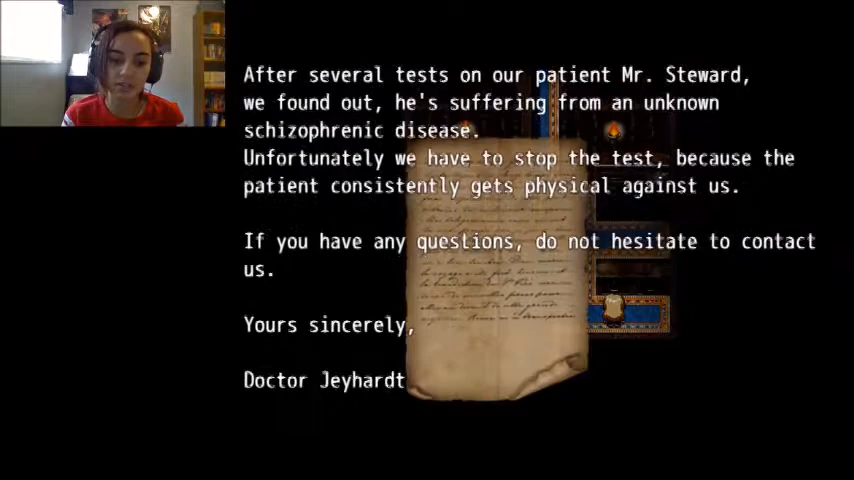 After several tests on our patient Mr. Steward,
we found out, he's suffering from an unknown
schizophrenic disease.
Unfortunately we have to stop the test, because the
patient consistently gets physical against us.
If you have any questions, do not hesitate to contact
us.
Yours sincerely,
Doctor Jeyhardt